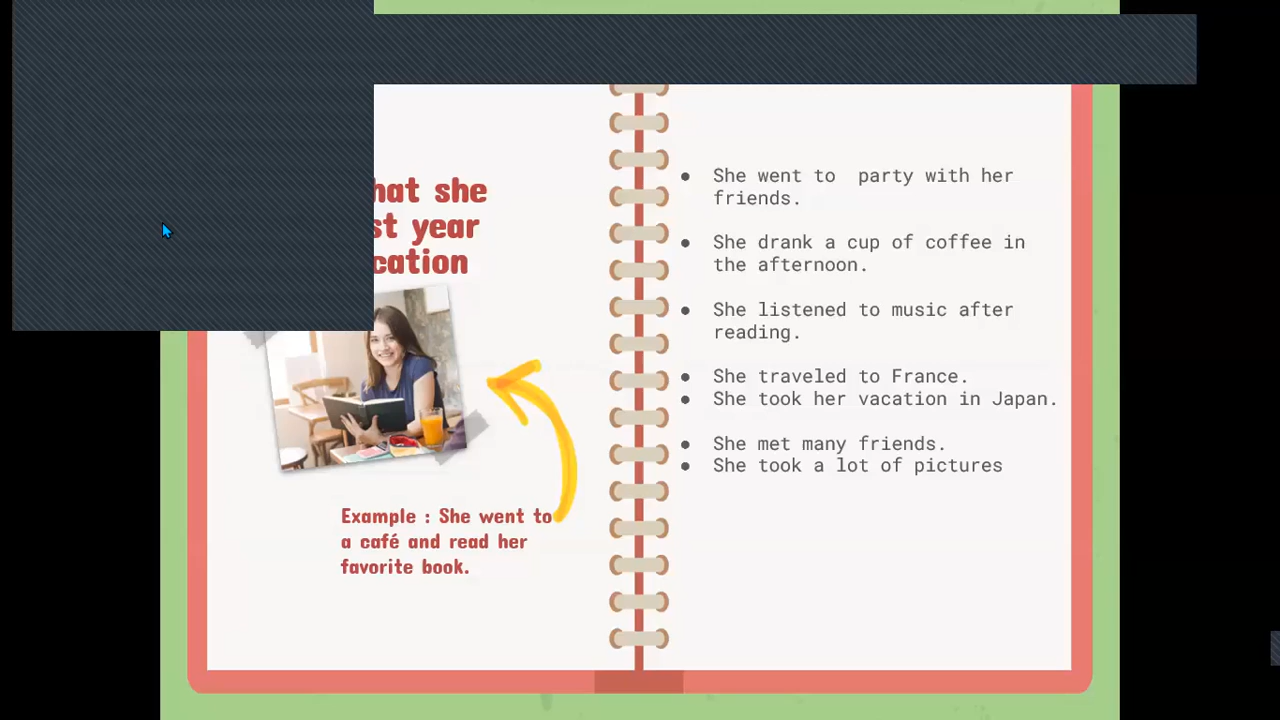 hat she
st year
cation
Example : She went to
a café and read her
favorite book.
● She went to  party with her
friends.
● She drank a cup of coffee in
the afternoon.
● She listened to music after
reading.
● She traveled to France.
● She took her vacation in Japan.
● She met many friends.
● She took a lot of pictures